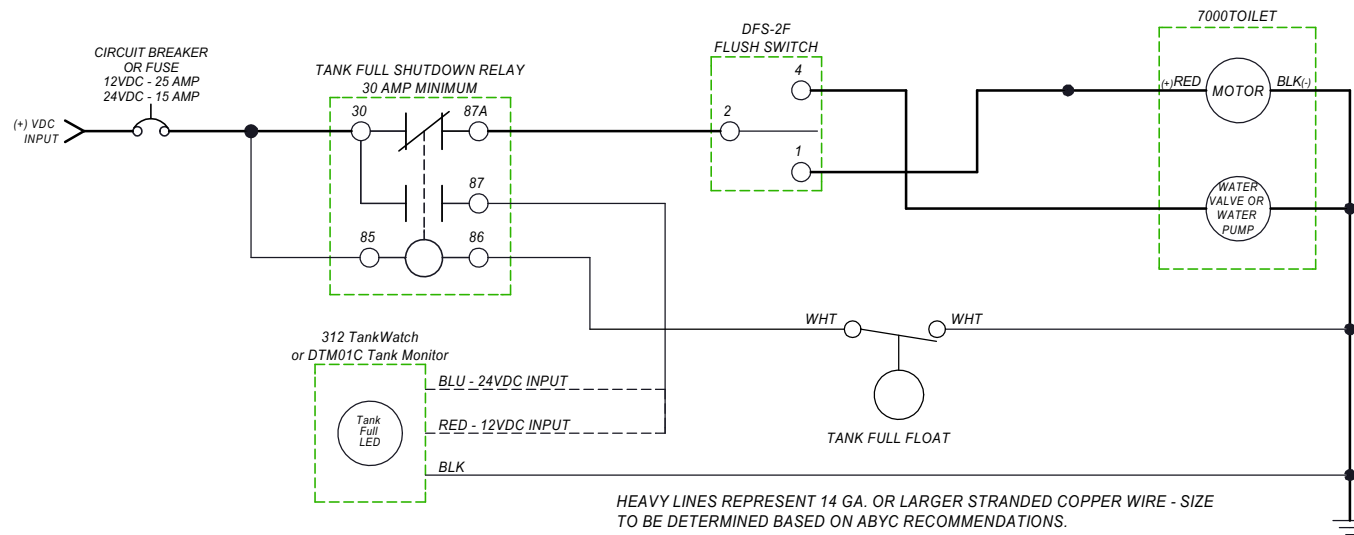 7000TOILET
DFS-2F
FLUSH SWITCH
CIRCUIT BREAKER
OR FUSE
12VDC - 25 AMP
24VDC - 15 AMP
TANK FULL SHUTDOWN RELAY
30 AMP MINIMUM
4
(+)RED
MOTOR
BLK(-)
30
87A
2
(+) VDC
INPUT
1
87
WATER
VALVE OR
WATER
PUMP
85
86
WHT
WHT
312 TankWatch
or DTM01C Tank Monitor
BLU - 24VDC INPUT
Tank
Full
LED
RED - 12VDC INPUT
TANK FULL FLOAT
BLK
HEAVY LINES REPRESENT 14 GA. OR LARGER STRANDED COPPER WIRE - SIZE
TO BE DETERMINED BASED ON ABYC RECOMMENDATIONS.